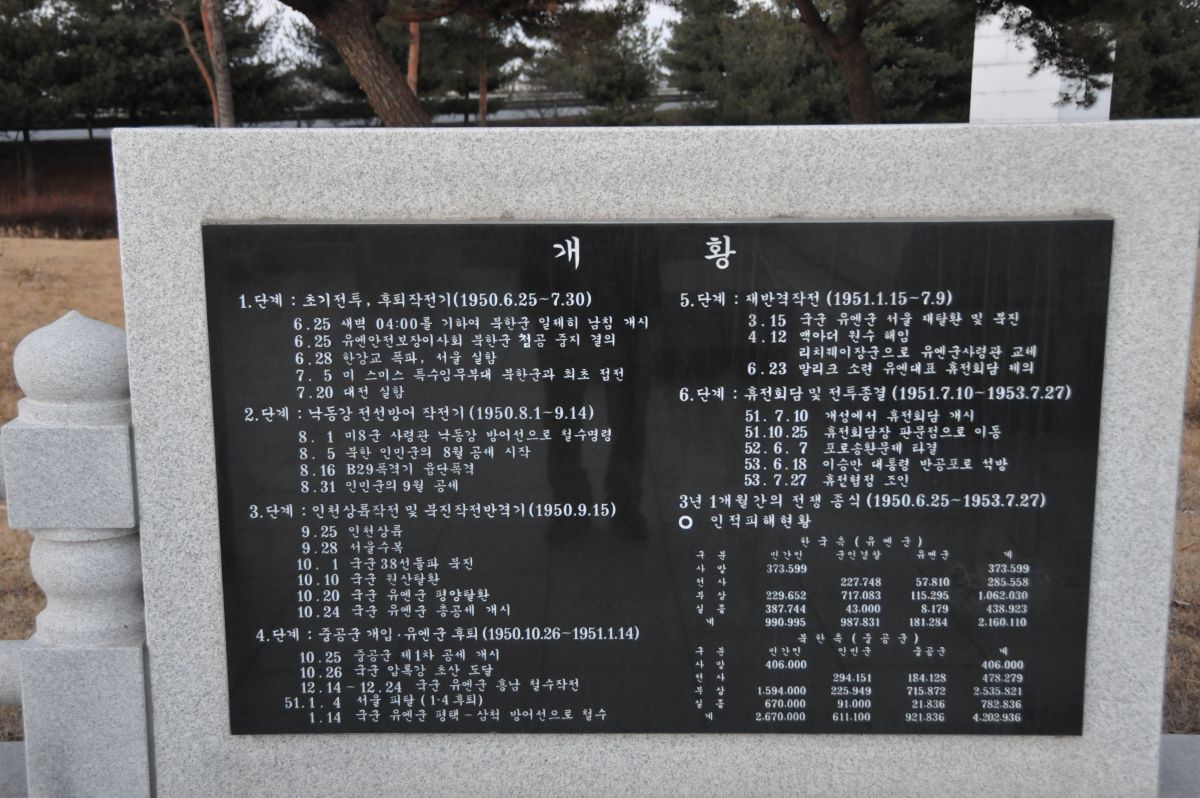 개 황
1.단계 : 초기전투, 후퇴작전기(1950.6.25~7.30)
6.25 새벽 04:00를 기하여 북한군 일제히 남침 개시
6.25 유엔안전보장이사회 북한군 침공 중지 결의
6.28 한강교 폭파, 서울 실함
7. 5 미 스미스 특수임무부대 북한군과 최초 접전
7.20 대전 실함
2.단계 : 낙동강 전선방어 작전기(1950.8.1~9.14)
8. 1 미8군 사령관 낙동강 방어선으로 철수명령
8. 5 북한 인민군의 8월 공세 시작
8.16 B29폭격기 융단폭격
8.31 인민군의 9월 공세
3.단계 : 인천상륙작전 및 북진작전반격기(1950.9.15)
9.25 인천상륙
9.28 서울수복
10. 1 국군 38선돌파 북진
10.10 국군 원산탈환
10.20 국군 유엔군 평양탈환
10.24 국군 유엔군 총공세 개시
4.단계 : 중공군 개입·유엔군 후퇴(1950.10.26~1951.1.14)
10.25 중공군 제1차 공세 개시
10.26 국군 압록강 초산 도달
12.14~12.24 국군 유엔군 흥남 철수작전
51. 1. 4 서울 피탈(1·4후퇴)
1.14 국군 유엔군 평택~삼척 방어선으로 철수
5.단계 : 재반격작전 (1951.1.15~7.9)
3.15 국군 유엔군 서울 재탈환 및 북진
4.12 맥아더 원수 해임
리치웨이장군으로 유엔군사령관 교체
6.23 말리크 소련 유엔대표 휴전회담 제의
6.단계 : 휴전회담 및 전투종결 (1951.7.10~1953.7.27)
51. 7.10 개성에서 휴전회담 개시
51.10.25 휴전회담장 판문점으로 이동
52. 6. 7 포로송환문제 타결
53. 6.18 이승만 대통령 반공포로 석방
53. 7.27 휴전협정 조인
3년 1개월간의 전쟁 종식 (1950.6.25~1953.7.27)
○ 인적피해현황
한국측(유엔군)
구 분 민간인 군인경찰 유엔군 계
사 망 373.599 373.599
전 사 227.748 57.810 285.558
부 상 229.652 717.083 115.295 1.062.030
실 종 387.744 43.000 8.179 438.923
계 990.995 987.831 181.284 2.160.110
북한측(중공군)
구 분 민간인 인민군 중공군 계
사 망 406.000 406.000
전 사 294.151 184.128 478.279
부 상 1.594.000 225.949 715.872 2.535.821
실 종 670.000 91.000 21.836 782.836
계 2.670.000 611.100 921.836 4.202.936